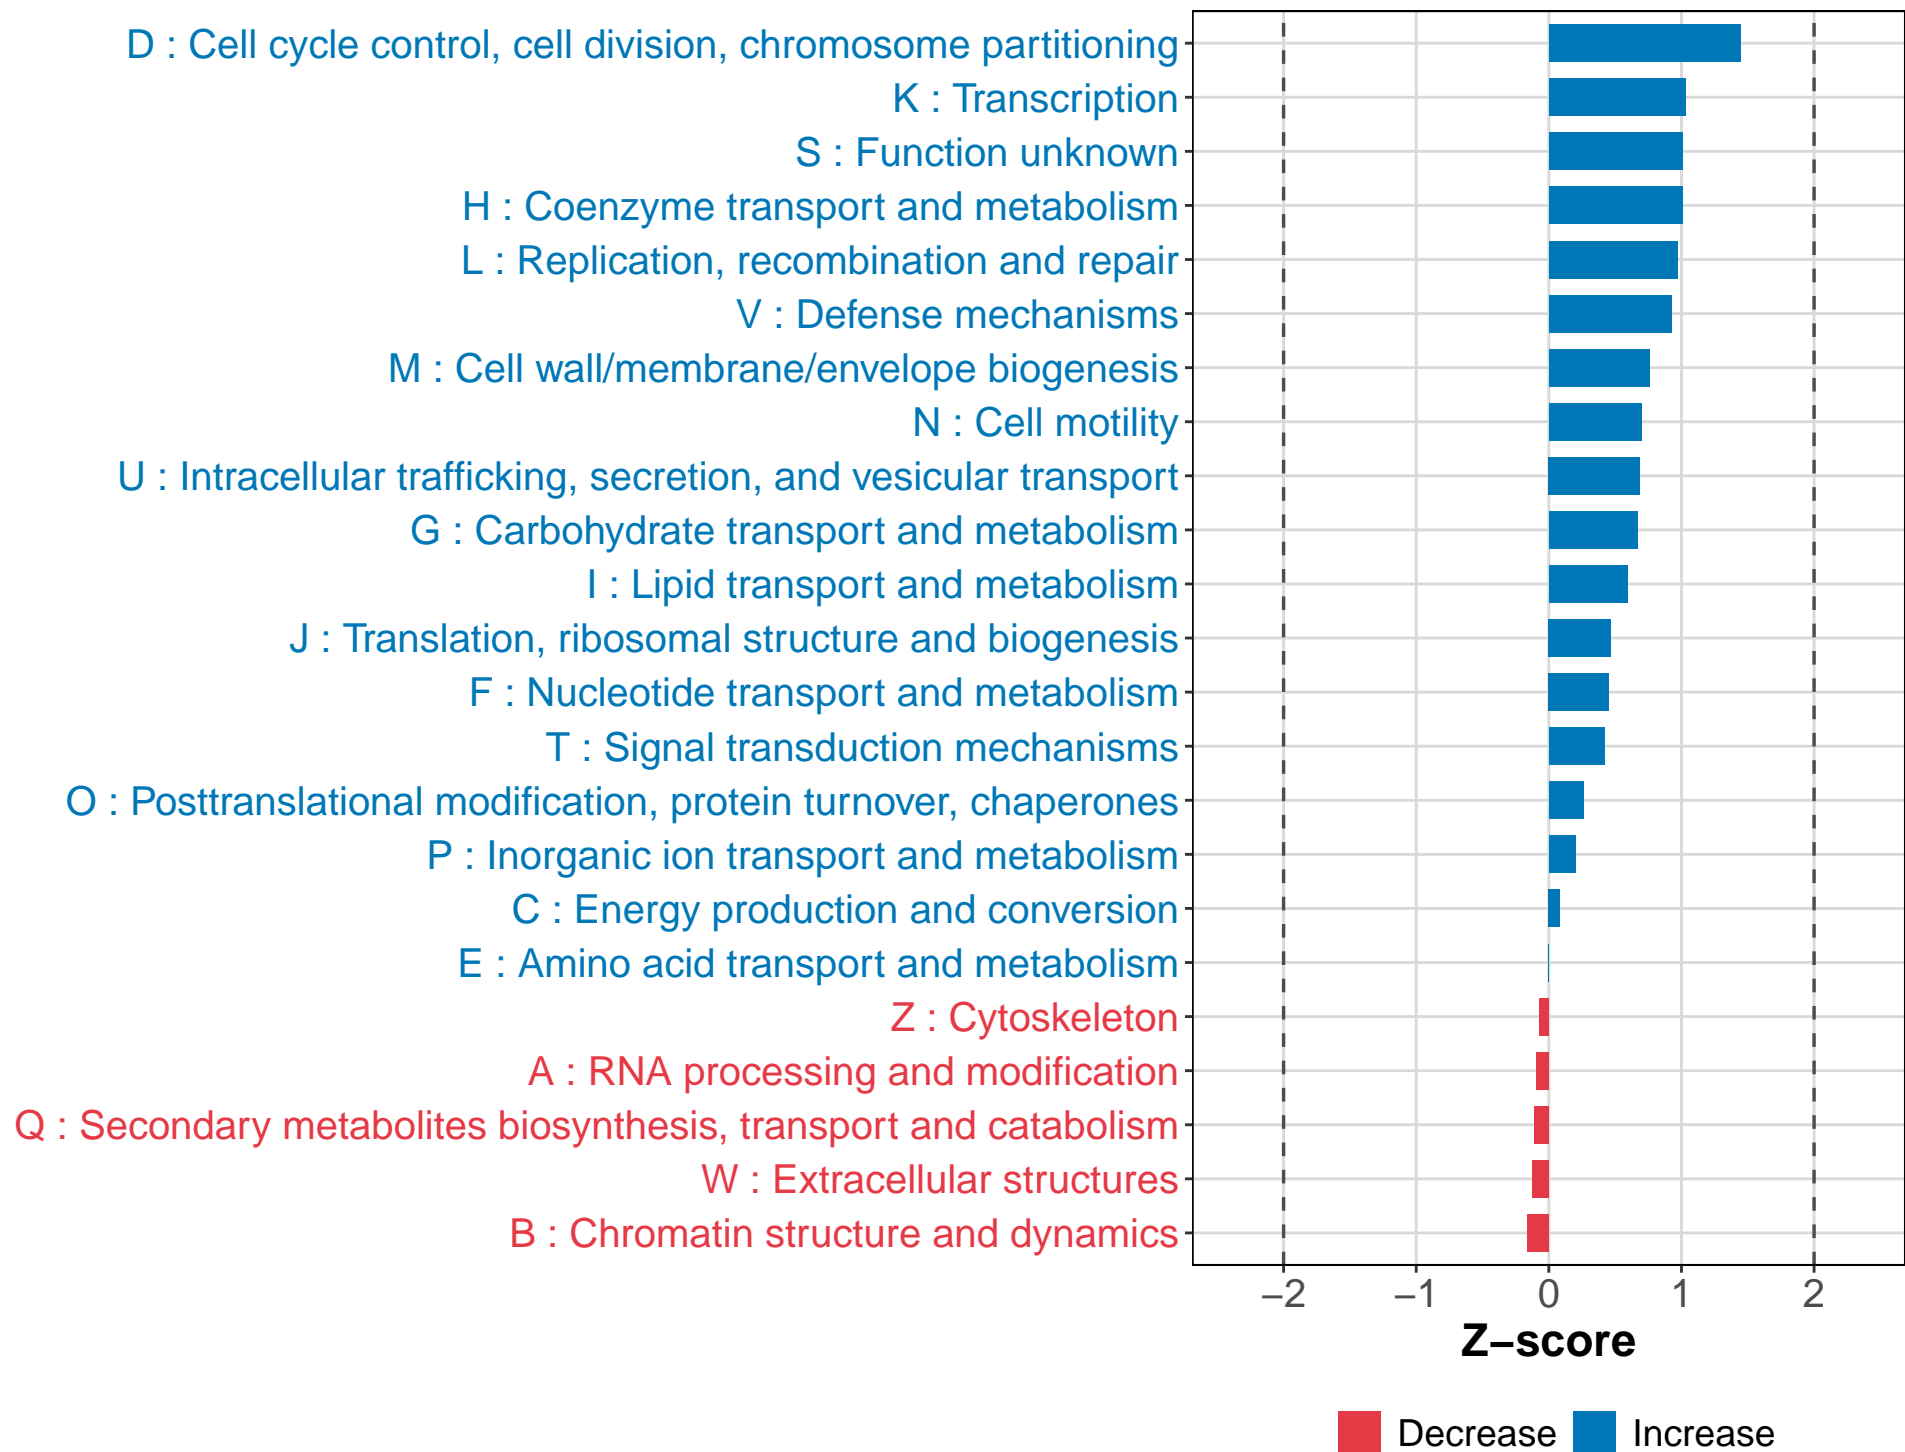 D : Cell cycle control, cell division, chromosome partitioning
K : Transcription
S : Function unknown
H : Coenzyme transport and metabolism
L : Replication, recombination and repair
V : Defense mechanisms
M : Cell wall/membrane/envelope biogenesis
N : Cell motility
U : Intracellular trafficking, secretion, and vesicular transport
G : Carbohydrate transport and metabolism
I : Lipid transport and metabolism
J : Translation, ribosomal structure and biogenesis
F : Nucleotide transport and metabolism
T : Signal transduction mechanisms
O : Posttranslational modification, protein turnover, chaperones
P : Inorganic ion transport and metabolism
C : Energy production and conversion
E : Amino acid transport and metabolism
Z : Cytoskeleton
A : RNA processing and modification
Q : Secondary metabolites biosynthesis, transport and catabolism
W : Extracellular structures
B : Chromatin structure and dynamics
−2 −1 0 1 2
Z−score
Decrease Increase